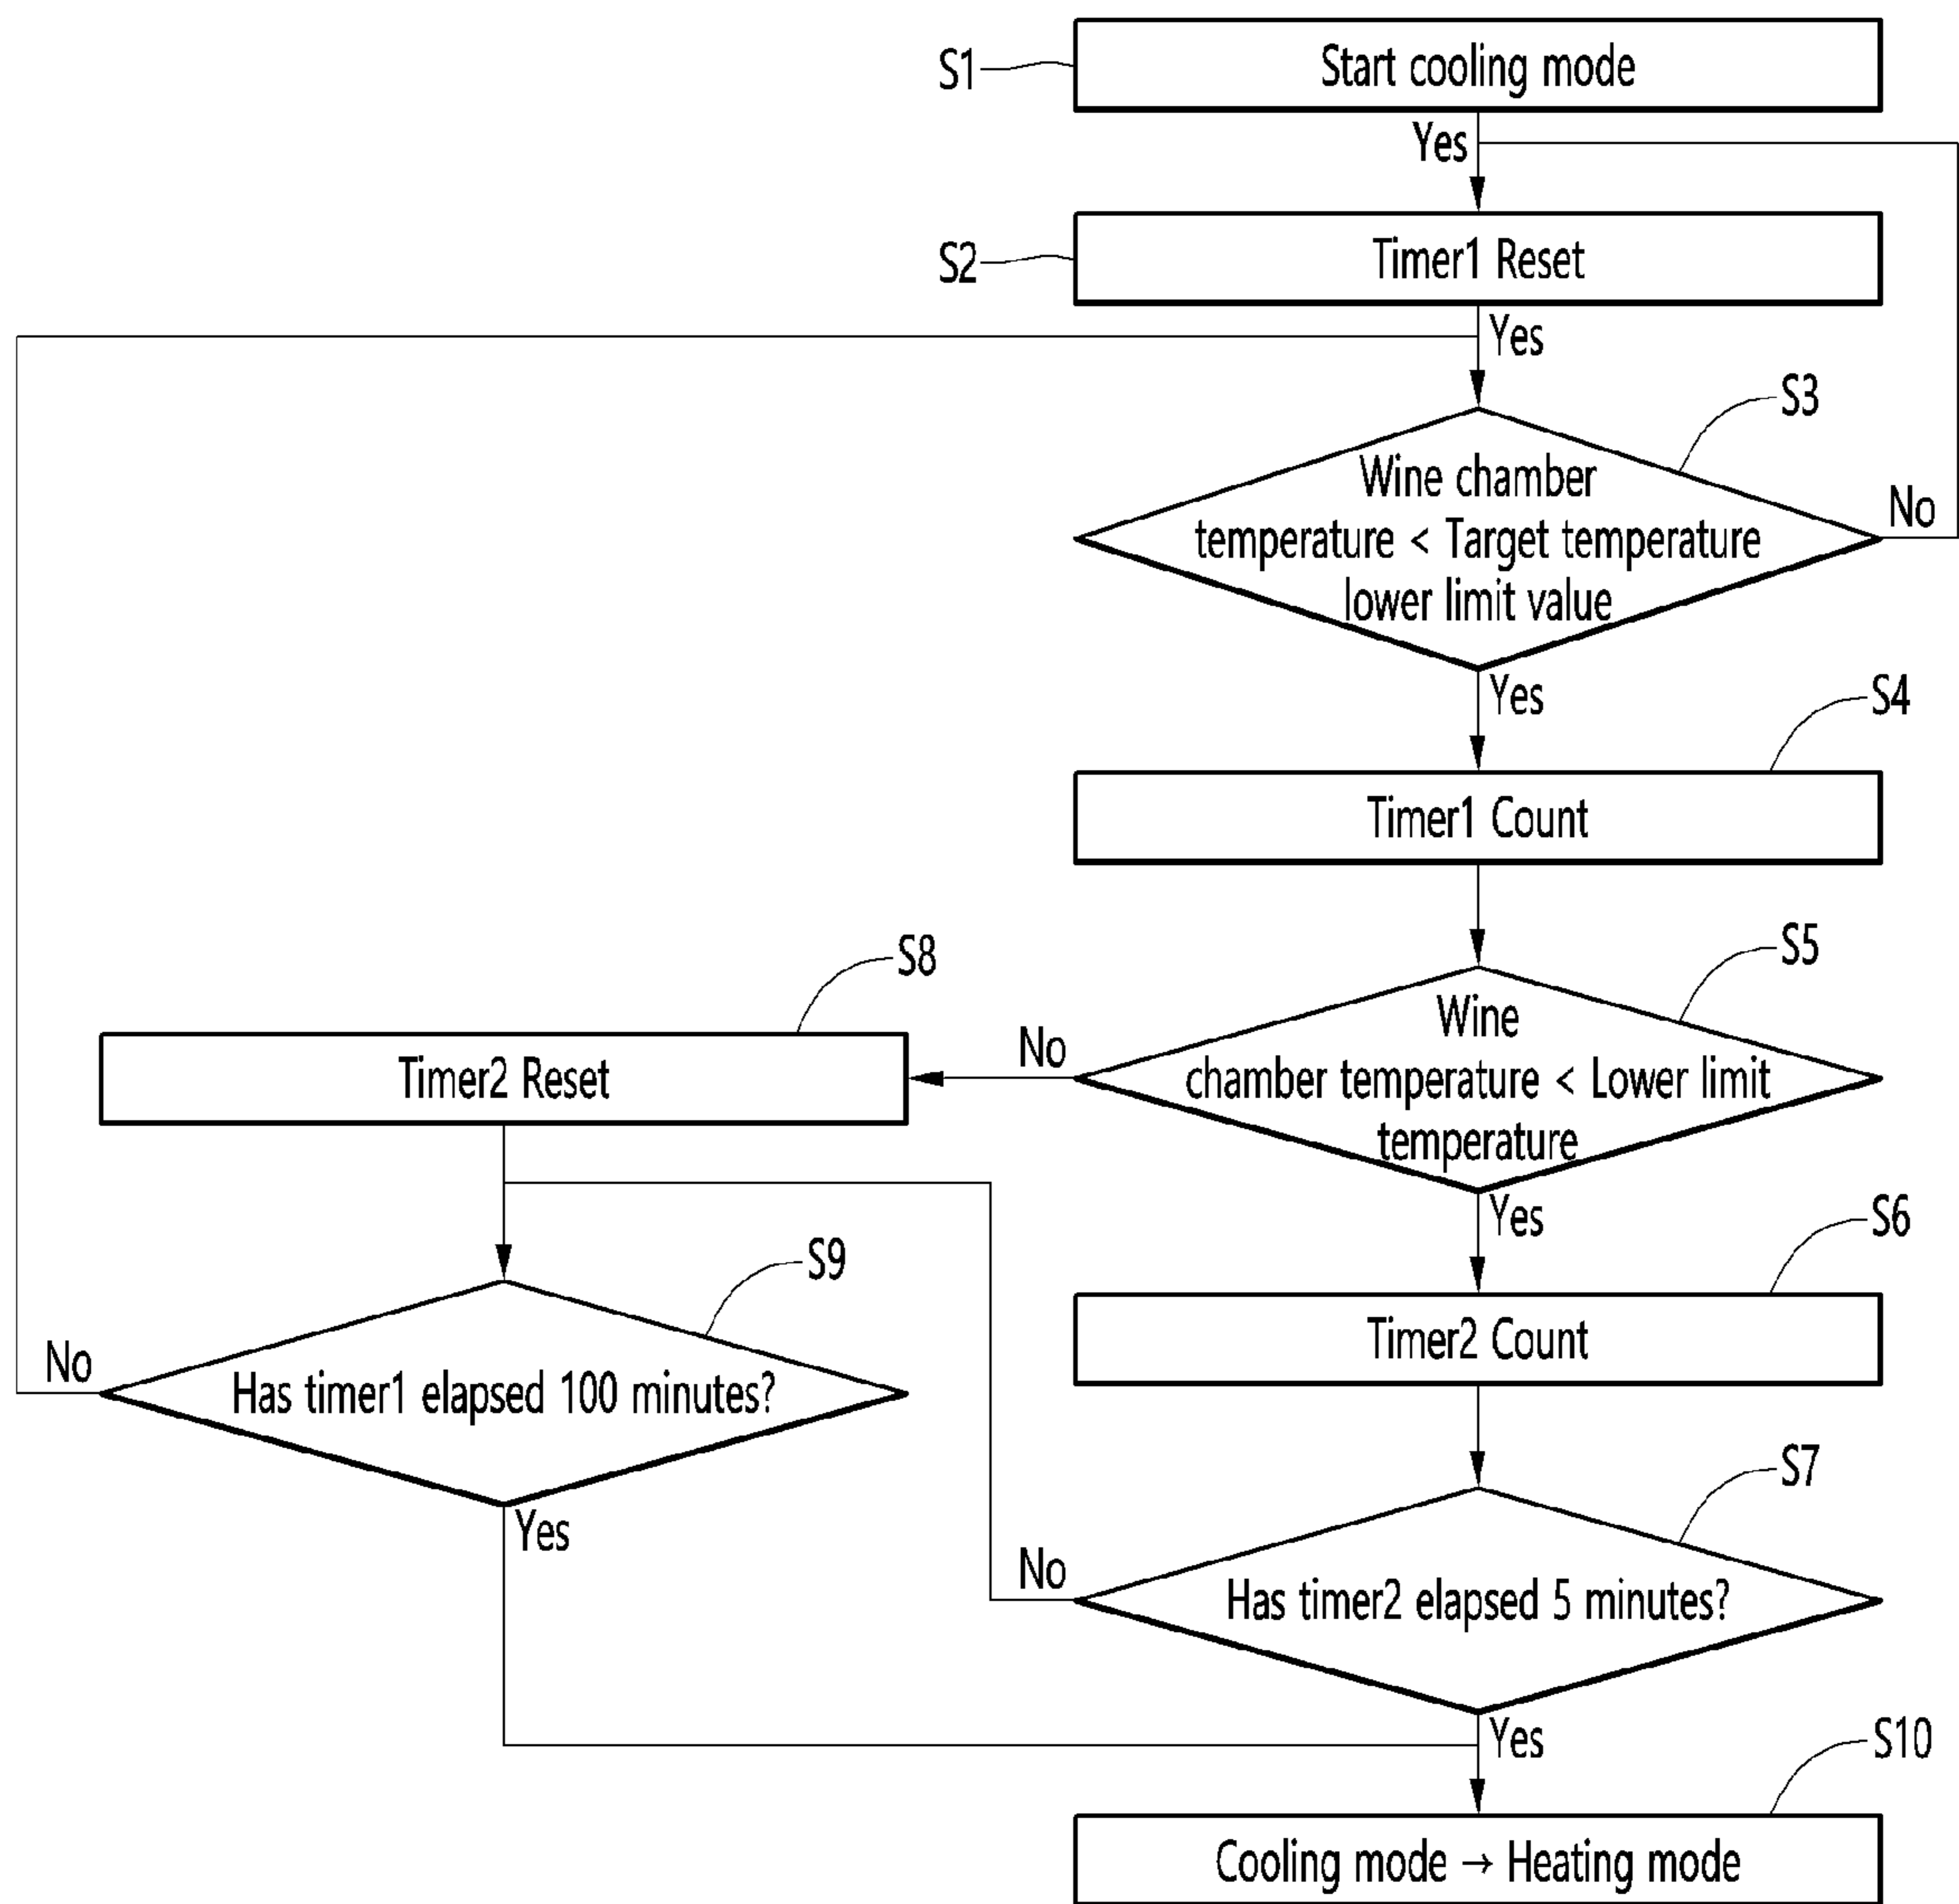 S1
Start cooling mode
Yes
S2
Timer1 Reset
Yes
S3
Wine chamber
temperature < Target temperature
lower limit value
No
Yes
S4
Timer1 Count
S5
Wine
chamber temperature < Lower limit
temperature
No
S8
Timer2 Reset
Yes
S6
Timer2 Count
S9
Has timer1 elapsed 100 minutes?
No
Yes
S7
Has timer2 elapsed 5 minutes?
No
Yes
S10
Cooling mode → Heating mode